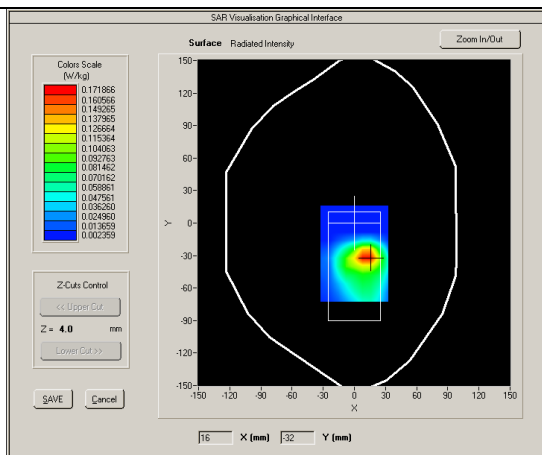 SAR Visualisation Graphical Interface
Surface Radiated Intensity
Zoom In/Out
Colors Scale
(W/kg)
0.171866
0.160566
0.149265
0.137965
0.126664
0.115364
0.104063
0.092763
0.081462
0.070162
0.058861
0.047561
0.036260
0.024960
0.013659
0.002359
Z-Cuts Control
<< Upper Cut
Z = 4.0 mm
Lower Cut >>
SAVE Cancel
150
120
90
60
30
0
-30
-60
-90
-120
-150
Y
-150 -120 -90 -60 -30 0 30 60 90 120 150
X
16 X (mm) -32 Y (mm)